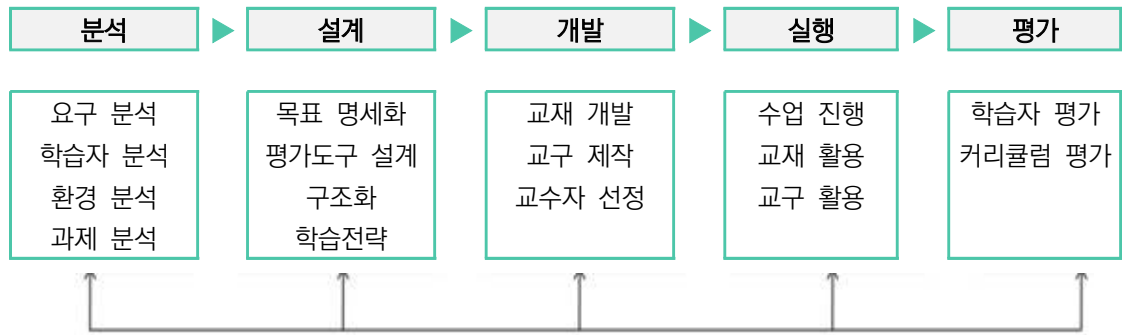 분석 설계 개발 실행 평가
요구 분석
학습자 분석
환경 분석
과제 분석
목표 명세화
평가도구 설계
구조화
학습전략
교재 개발
교구 제작
교수자 선정
수업 진행
교재 활용
교구 활용
학습자 평가
커리큘럼 평가